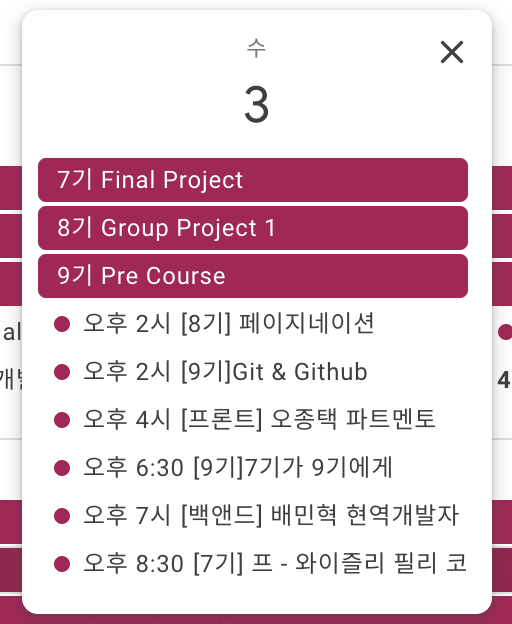 수
3
7기 Final Project
8기 Group Project 1
9기 Pre Course
오후 2시 [8기] 페이지네이션
오후 2시 [9기]Git & Github
오후 4시 [프론트] 오종택 파트멘토
오후 6:30 [9기]7기가 9기에게
오후 7시 [백앤드] 배민혁 현역개발자
오후 8:30 [7기] 프 - 와이즐리 필리 코
al
4